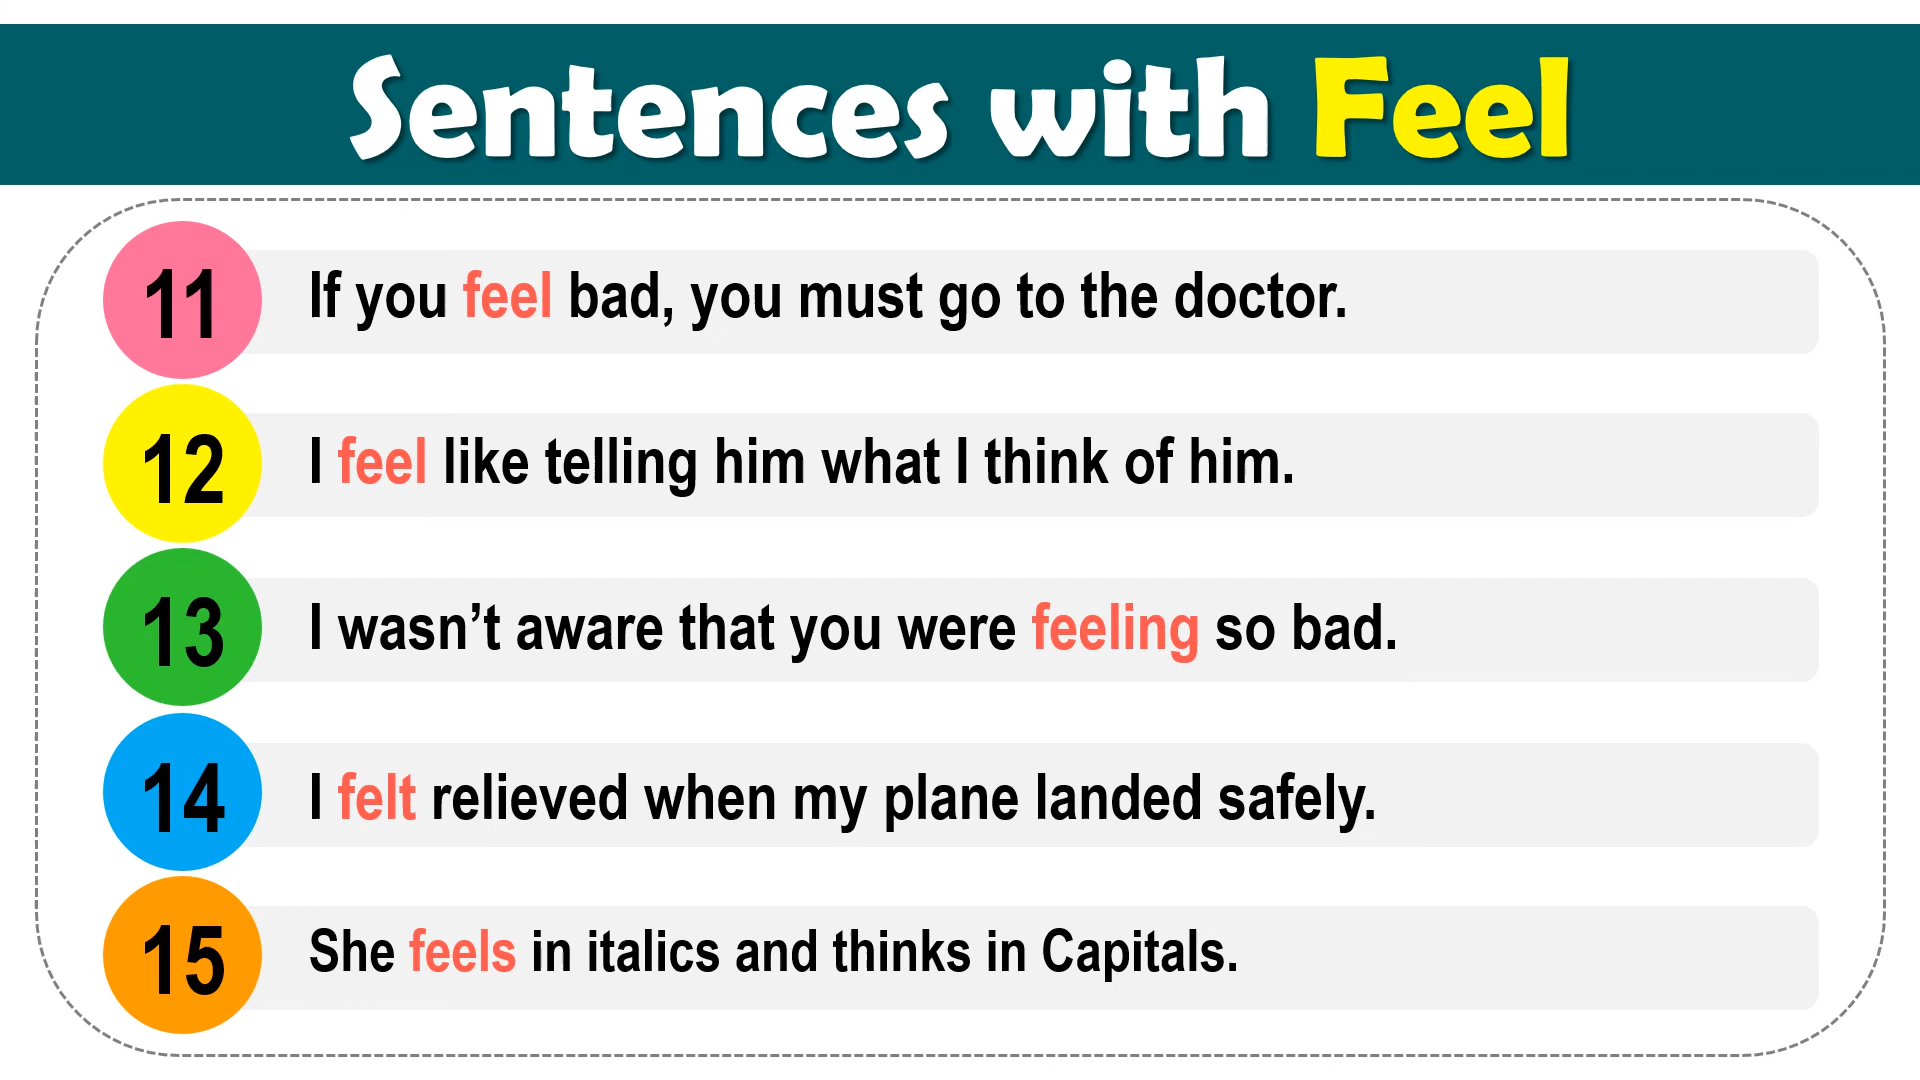 Sentences with Feel
11 If you feel bad, you must go to the doctor.
12 I feel like telling him what I think of him.
13 I wasn’t aware that you were feeling so bad.
14 I felt relieved when my plane landed safely.
15 She feels in italics and thinks in Capitals.